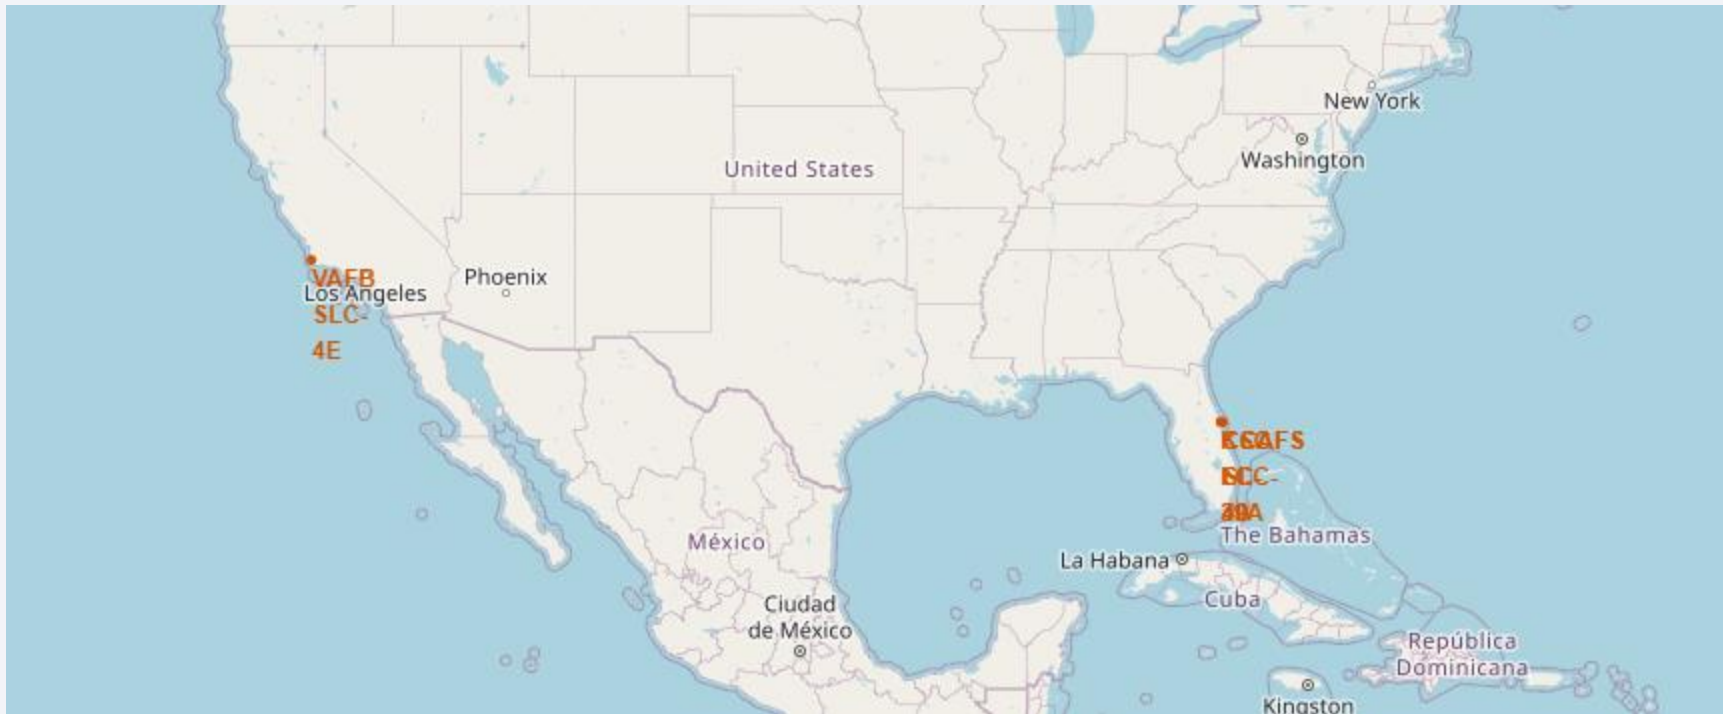 New York
Washington
United States
VAFB
Los Angeles
SLC-
4E
Phoenix
México
Ciudad
de México
The Bahamas
La Habana
Cuba
República
Dominicana
Kingston